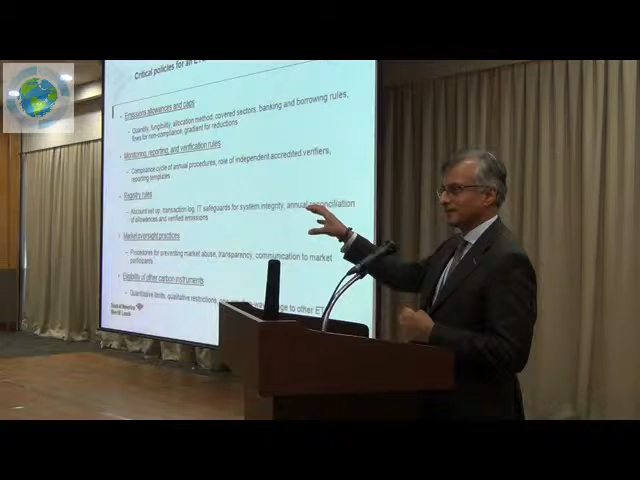 Critical policies for an ET
Emissions allowances and caps
Quantity, fungibility, allocation method, covered sectors, banking and borrowing rules,
fines for non-compliance, gradient for reductions
Monitoring, reporting, and verification rules
Compliance cycle of annual procedures, role of independent accredited verifiers,
reporting templates
Registry rules
Account set up, transaction log, IT safeguards for system integrity, annual reconciliation
of allowances and verified emissions
Market oversight practices
Procedures for preventing market abuse, transparency, communication to market
participants
Eligibility of other carbon instruments
Quantitative limits, qualitative restrictions, to other ET
Bank of America
Merrill Lynch